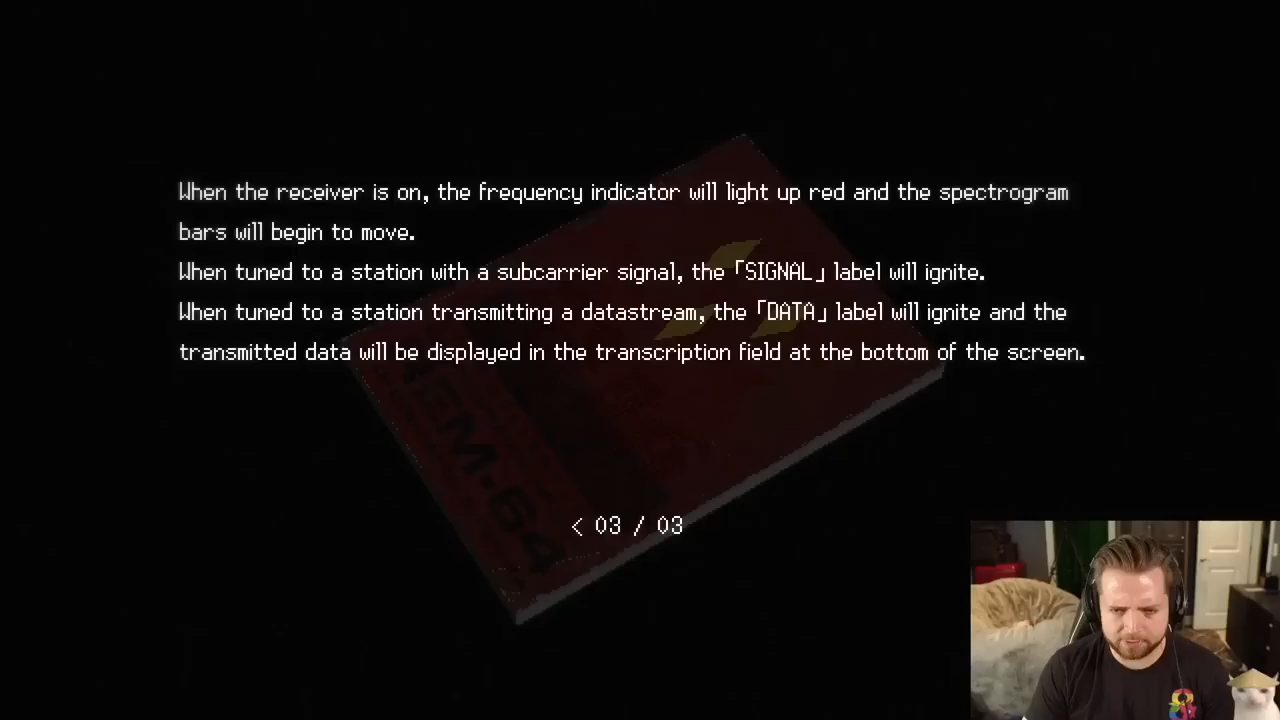 When the receiver is on, the frequency indicator will light up red and the spectrogram
bars will begin to move.
When tuned to a station with a subcarrier signal, the「SIGNAL」label will ignite.
When tuned to a station transmitting a datastream, the「DATA」label will ignite and the
transmitted data will be displayed in the transcription field at the bottom of the screen.
< 03 / 03